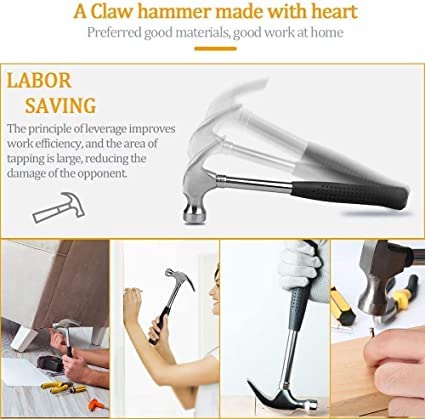 A Claw hammer made with heart
Preferred good materials, good work at home
LABOR
SAVING
The principle of leverage improves
work efficiency, and the area of
tapping is large, reducing the
damage of the opponent.